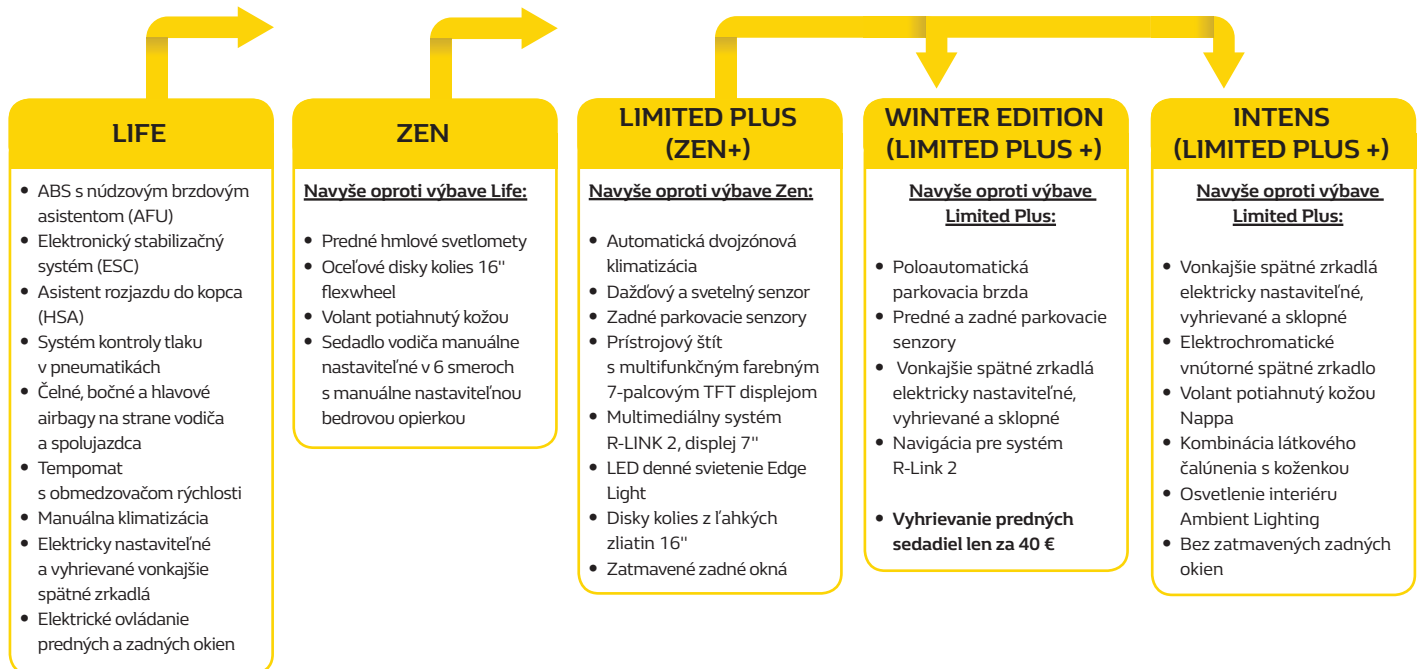 LIFE
• ABS s núdzovým brzdovým
asistentom (AFU)
• Elektronický stabilizačný
systém (ESC)
• Asistent rozjazdu do kopca
(HSA)
• Systém kontroly tlaku
v pneumatikách
• Čelné, bočné a hlavové
airbagy na strane vodiča
a spolujazdca
• Tempomat
s obmedzovačom rýchlosti
• Manuálna klimatizácia
• Elektricky nastaviteľné
a vyhrievané vonkajšie
spätné zrkadlá
• Elektrické ovládanie
predných a zadných okien
ZEN
Navyše oproti výbave Life:
• Predné hmlové svetlomety
• Oceľové disky kolies 16"
flexwheel
• Volant potiahnutý kožou
• Sedadlo vodiča manuálne
nastaviteľné v 6 smeroch
s manuálne nastaviteľnou
bedrovou opierkou
LIMITED PLUS
(ZEN+)
Navyše oproti výbave Zen:
• Automatická dvojzónová
klimatizácia
• Dažďový a svetelný senzor
• Zadné parkovacie senzory
• Prístrojový štít
s multifunkčným farebným
7-palcovým TFT displejom
• Multimediálny systém
R-LINK 2, displej 7"
• LED denné svietenie Edge
Light
• Disky kolies z ľahkých
zliatin 16"
• Zatmavené zadné okná
WINTER EDITION
(LIMITED PLUS +)
Navyše oproti výbave
Limited Plus:
• Poloautomatická
parkovacia brzda
• Predné a zadné parkovacie
senzory
• Vonkajšie spätné zrkadlá
elektricky nastaviteľné,
vyhrievané a sklopné
• Navigácia pre systém
R-Link 2
• Vyhrievanie predných
sedadiel len za 40 €
INTENS
(LIMITED PLUS +)
Navyše oproti výbave
Limited Plus:
• Vonkajšie spätné zrkadlá
elektricky nastaviteľné,
vyhrievané a sklopné
• Elektrochromatické
vnútorné spätné zrkadlo
• Volant potiahnutý kožou
Nappa
• Kombinácia látkového
čalúnenia s koženkou
• Osvetlenie interiéru
Ambient Lighting
• Bez zatmavených zadných
okien